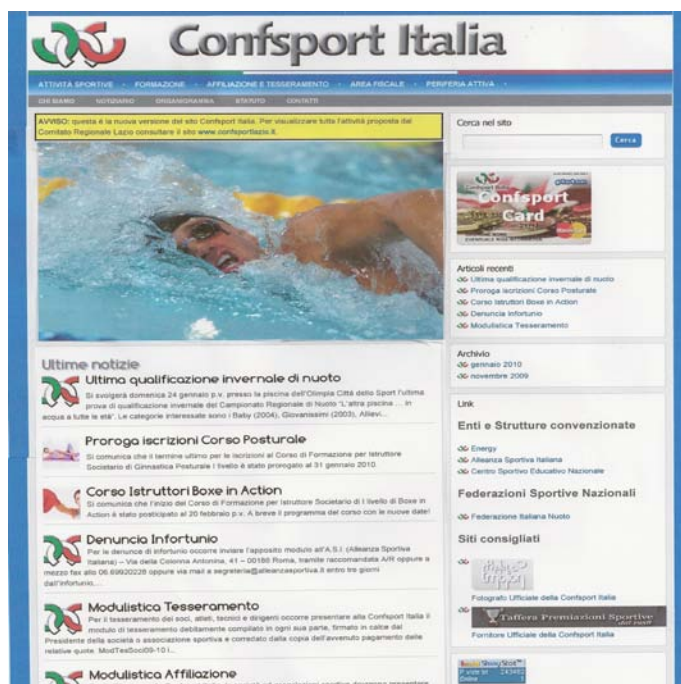 Confsport Italia
ATTIVITÀ SPORTIVE • FORMAZIONE • AFFILIAZIONE E TESSERAMENTO • AREA FISCALE • PERIFERIA ATTIVA •
CHI SIAMO NOTIZIARIO ORGANIGRAMMA STATUTO CONTATTI
AVVISO: questa è la nuova versione del sito Confsport Italia. Per visualizzare tutta l'attività proposta dal
Comitato Regionale Lazio consultare il sito www.confsportlazio.it.
Ultime notizie
Ultima qualificazione invernale di nuoto
Si svolgerà domenica 24 gennaio p.v. presso la piscina dell'Olimpia Città dello Sport l'ultima
prova di qualificazione invernale del Campionato Regionale di Nuoto "L'altra piscina ... In
acqua a tutte le età". Le categorie interessate sono i Baby (2004), Giovanissimi (2003), Allievi...
Proroga iscrizioni Corso Posturale
Si comunica che il termine ultimo per le iscrizioni al Corso di Formazione per Istruttore
Societario di Ginnastica Posturale I livello è stato prorogato al 31 gennaio 2010.
Corso Istruttori Boxe in Action
Si comunica che l'inizio del Corso di Formazione per Istruttore Societario di I livello di Boxe in
Action è stato posticipato al 20 febbraio p.v. A breve il programma del corso con le nuove date!
Denuncia Infortunio
Per le denunce di infortunio occorre inviare l'apposito modulo all'A.S.I. (Alleanza Sportiva
Italiana) – Via della Colonna Antonina, 41 – 00186 Roma, tramite raccomandata A/R oppure a
mezzo fax allo 06.69920228 oppure via mail a segreteria@alleanzasportiva.it entro tre giorni
dall'infortunio,...
Modulistica Tesseramento
Per il tesseramento dei soci, atleti, tecnici e dirigenti occorre presentare alla Confsport Italia il
modulo di tesseramento debitamente compilato in ogni sua parte, firmato in calce dal
Presidente della società o associazione sportiva e corredato dalla copia dell'avvenuto pagamento delle
relative quote. ModTesSoci09-10 I...
Modulistica Affiliazione
Cerca nel sito
Cerca
Confsport Italia
Confsport
Card
Articoli recenti
Ultima qualificazione invernale di nuoto
Proroga iscrizioni Corso Posturale
Corso Istruttori Boxe in Action
Denuncia Infortunio
Modulistica Tesseramento
Archivio
gennaio 2010
novembre 2009
Link
Enti e Strutture convenzionate
Energy
Alleanza Sportiva Italiana
Centro Sportivo Educativo Nazionale
Federazioni Sportive Nazionali
Federazione Italiana Nuoto
Siti consigliati
Fotografo Ufficiale della Confsport Italia
Taffera Premiazioni Sportive
Fornitore Ufficiale della Confsport Italia
Online